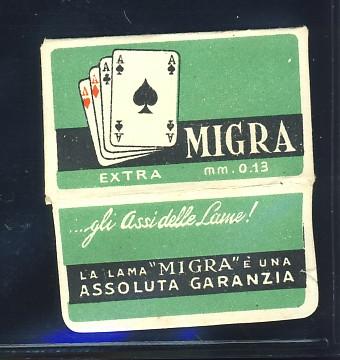 A A A A
A A
MIGRA
EXTRA mm. 0.13
....gli Assi delle Lame!
LA LAMA "MIGRA" È UNA
ASSOLUTA GARANZIA